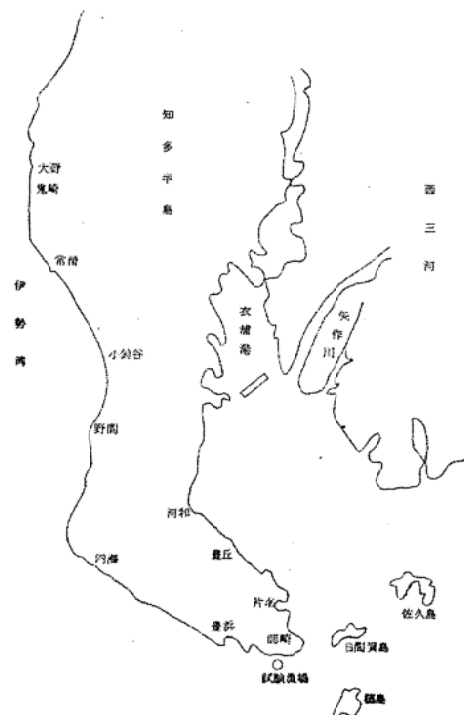 知多半島
西三河
大野
鬼崎
常滑
伊勢湾
衣浦港
矢作川
小鈴谷
野間
河和
内海
豊丘
片名
豊浜
師崎
佐久島
日間賀島
試験漁場
篠島